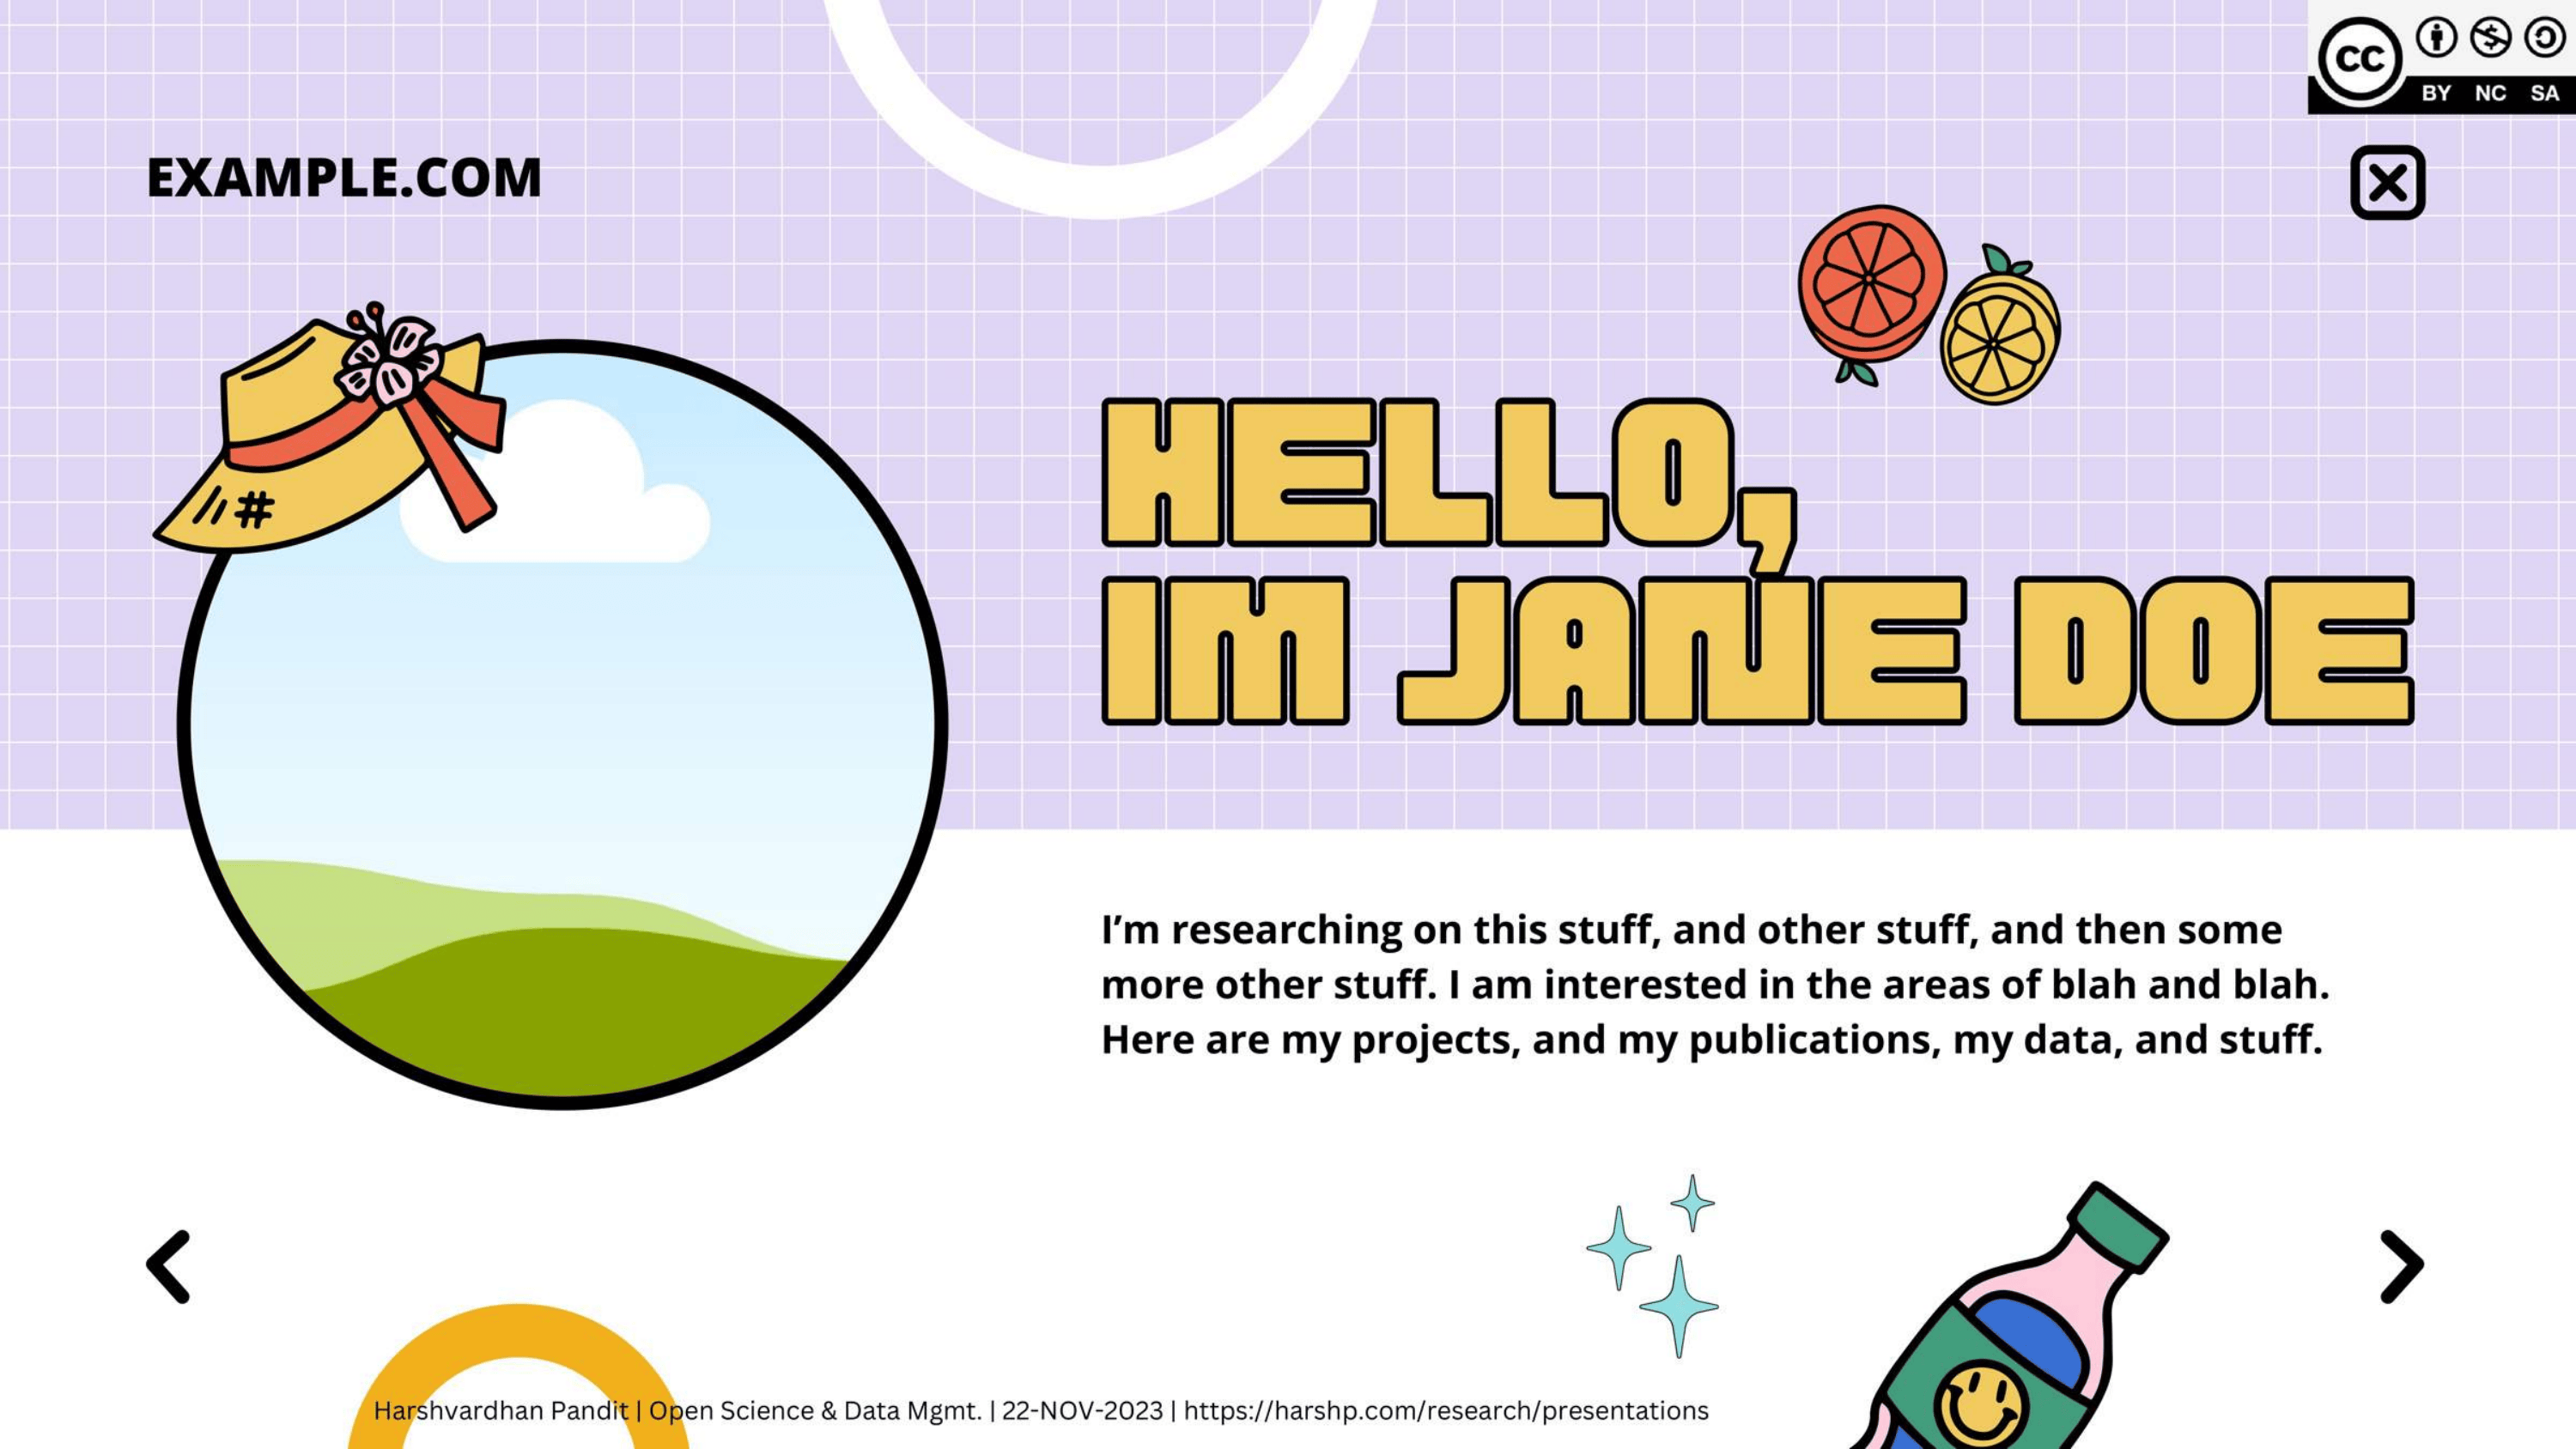 BY NC SA
EXAMPLE.COM
HELLO,
IM JANE DOE
I’m researching on this stuff, and other stuff, and then some
more other stuff. I am interested in the areas of blah and blah.
Here are my projects, and my publications, my data, and stuff.
Harshvardhan Pandit | Open Science & Data Mgmt. | 22-NOV-2023 | https://harshp.com/research/presentations